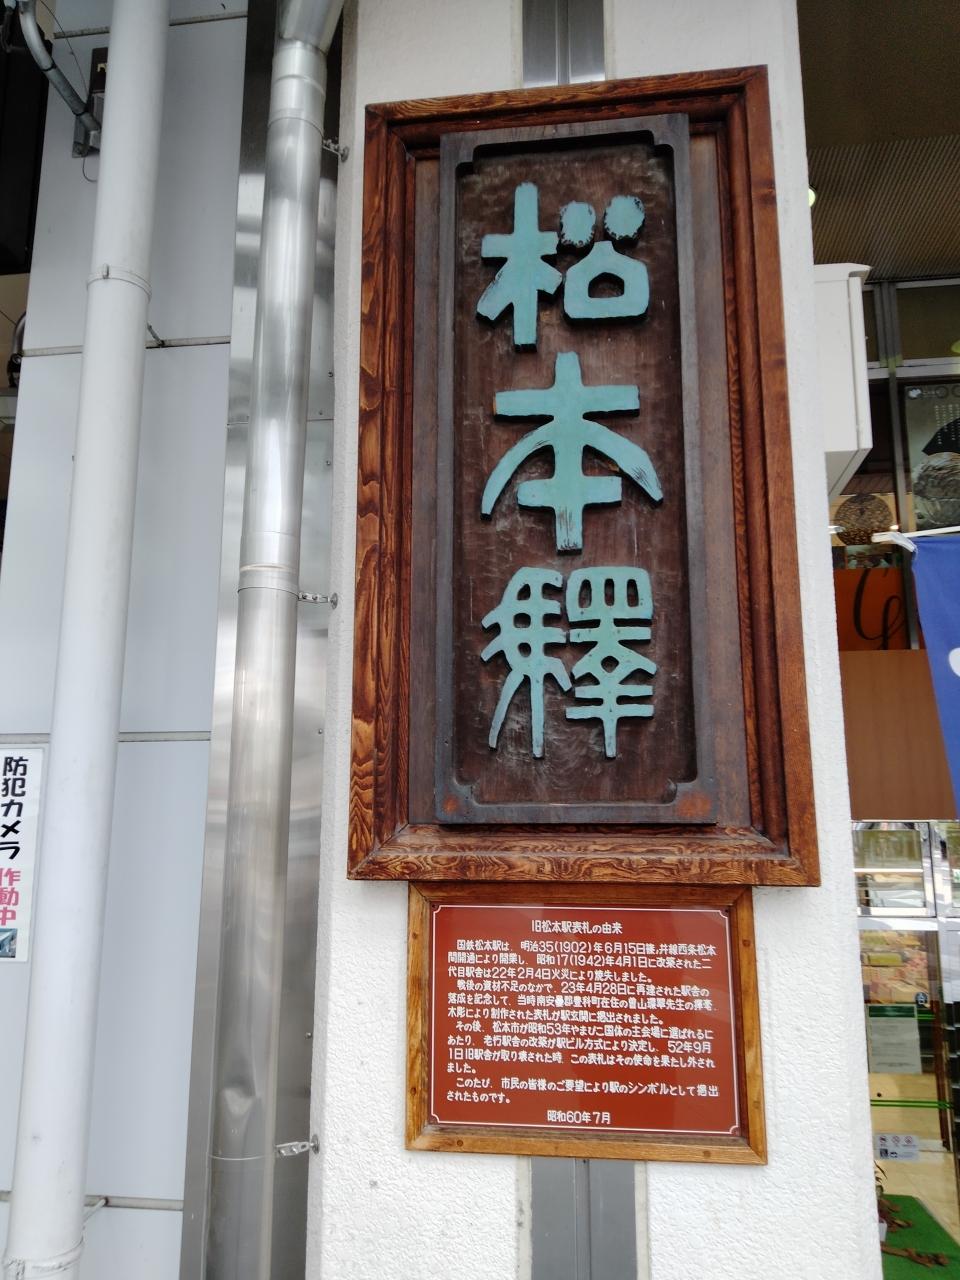 松本驛
旧松本駅表札の由来
国鉄松本駅は、明治35(1902)年6月15日篠ノ井線西条松本
間開通により開業し、昭和17(1942)年4月1日に改築された二
代目駅舎は22年2月4日火災により焼失しました。
戦後の資材不足のなかで、23年4月28日に再建された駅舎の
落成を記念して、当時南安曇郡豊科町在住の曽山環翠先生の揮毫、
木彫により制作された表札が駅玄関に掲出されました。
その後、松本市が昭和53年やまびこ国体の主会場に選ばれるに
あたり、老朽駅舎の改築が駅ビル方式により決定し、52年9月
1日旧駅舎が取り壊された時、この表札はその使命を果たし外され
ました。
このたび、市民の皆様のご要望により駅のシンボルとして掲出
されたものです。
昭和60年7月
防犯カメラ
作動中